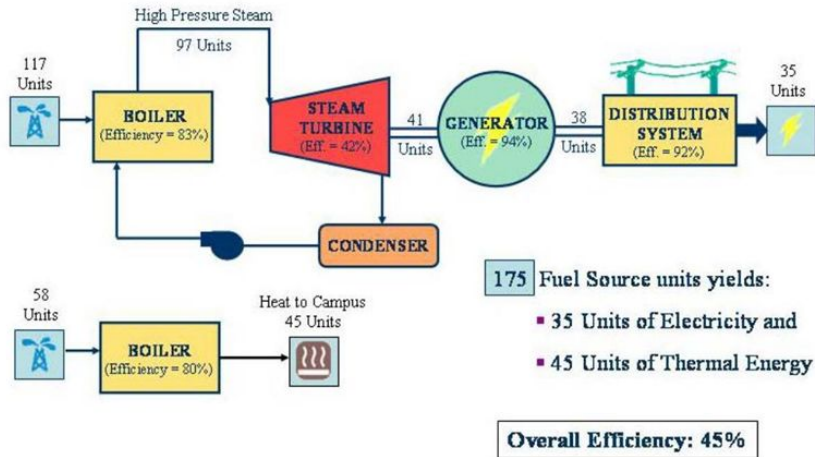 High Pressure Steam
97 Units
117
Units
BOILER
(Efficiency = 83%)
STEAM
TURBINE
(Eff. = 42%)
41
Units
GENERATOR
(Eff. = 94%)
38
Units
DISTRIBUTION
SYSTEM
(Eff. = 92%)
35
Units
CONDENSER
58
Units
BOILER
(Efficiency = 80%)
Heat to Campus
45 Units
175 Fuel Source units yields:
▪ 35 Units of Electricity and
▪ 45 Units of Thermal Energy
Overall Efficiency: 45%